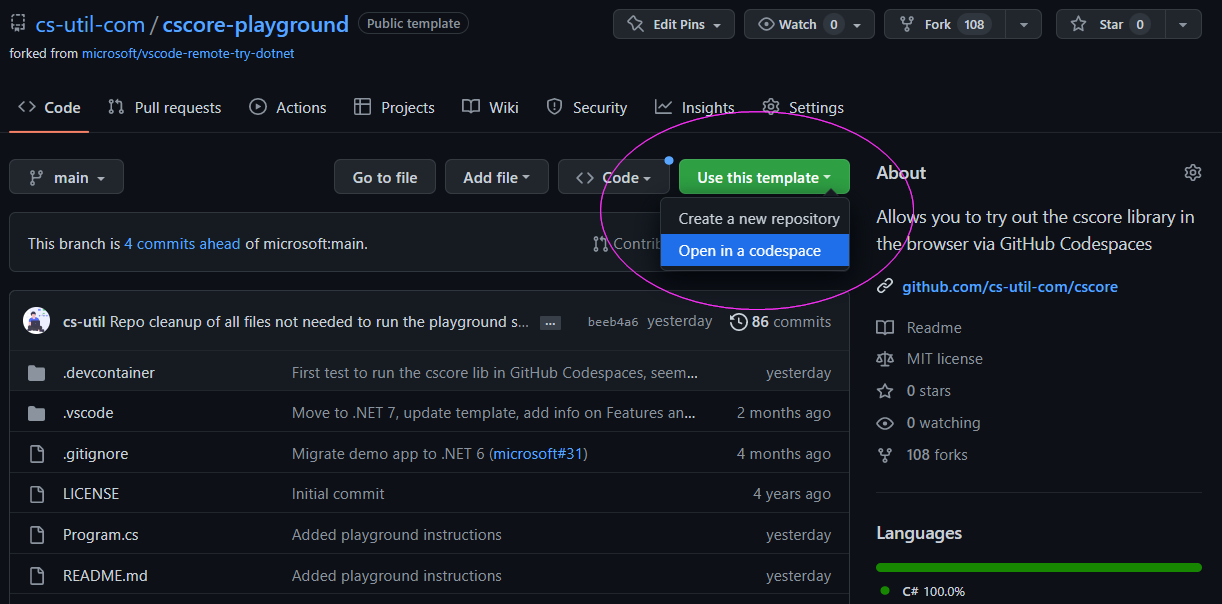 cs-util-com / cscore-playground Public template Edit Pins Watch 0 Fork 108 Star 0
forked from microsoft/vscode-remote-try-dotnet
Code Pull requests Actions Projects Wiki Security Insights Settings
main Go to file Add file Code Use this template
Create a new repository
Open in a codespace
This branch is 4 commits ahead of microsoft:main. Contrib
cs-util Repo cleanup of all files not needed to run the playground s... ... beeb4a6 yesterday 86 commits
.devcontainer First test to run the cscore lib in GitHub Codespaces, seem... yesterday
.vscode Move to .NET 7, update template, add info on Features an... 2 months ago
.gitignore Migrate demo app to .NET 6 (microsoft#31) 4 months ago
LICENSE Initial commit 4 years ago
Program.cs Added playground instructions yesterday
README.md Added playground instructions yesterday
About
Allows you to try out the cscore library in
the browser via GitHub Codespaces
github.com/cs-util-com/cscore
Readme
MIT license
0 stars
0 watching
108 forks
Languages
C# 100.0%